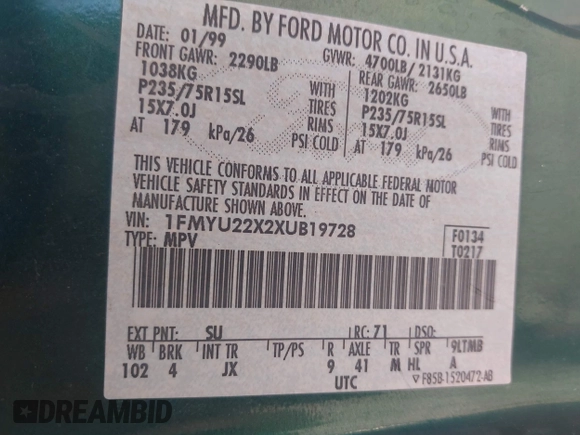 MFD. BY FORD MOTOR CO. IN U.S.A.
DATE: 01/99 GVWR: 4700LB/ 2131KG
FRONT GAWR: 2290LB REAR GAWR: 2650LB
1038KG WITH 1202KG WITH
P235/75R15SL TIRES P235/75R15SL TIRES
15X7.0J RIMS 15X7.0J RIMS
AT 179 kPa/26 PSI COLD AT 179 kPa/26 PSI COLD
THIS VEHICLE CONFORMS TO ALL APPLICABLE FEDERAL MOTOR
VEHICLE SAFETY STANDARDS IN EFFECT ON THE DATE OF
MANUFACTURE SHOWN ABOVE.
VIN: 1FMYU22X2XUB19728 F0134
TYPE: MPV T0217
EXT PNT: SU RC: 71 DSO:
WB BRK INT TR TP/PS R AXLE TR SPR 9LTMB
102 4 JX 9 41 M HL A
UTC F85B-1520472-AB
DREAMBID